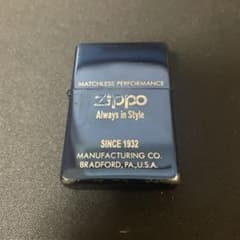 MATCHLESS PERFORMANCE
zippo
Always in Style
SINCE 1932
MANUFACTURING CO.
BRADFORD, PA., U.S.A.